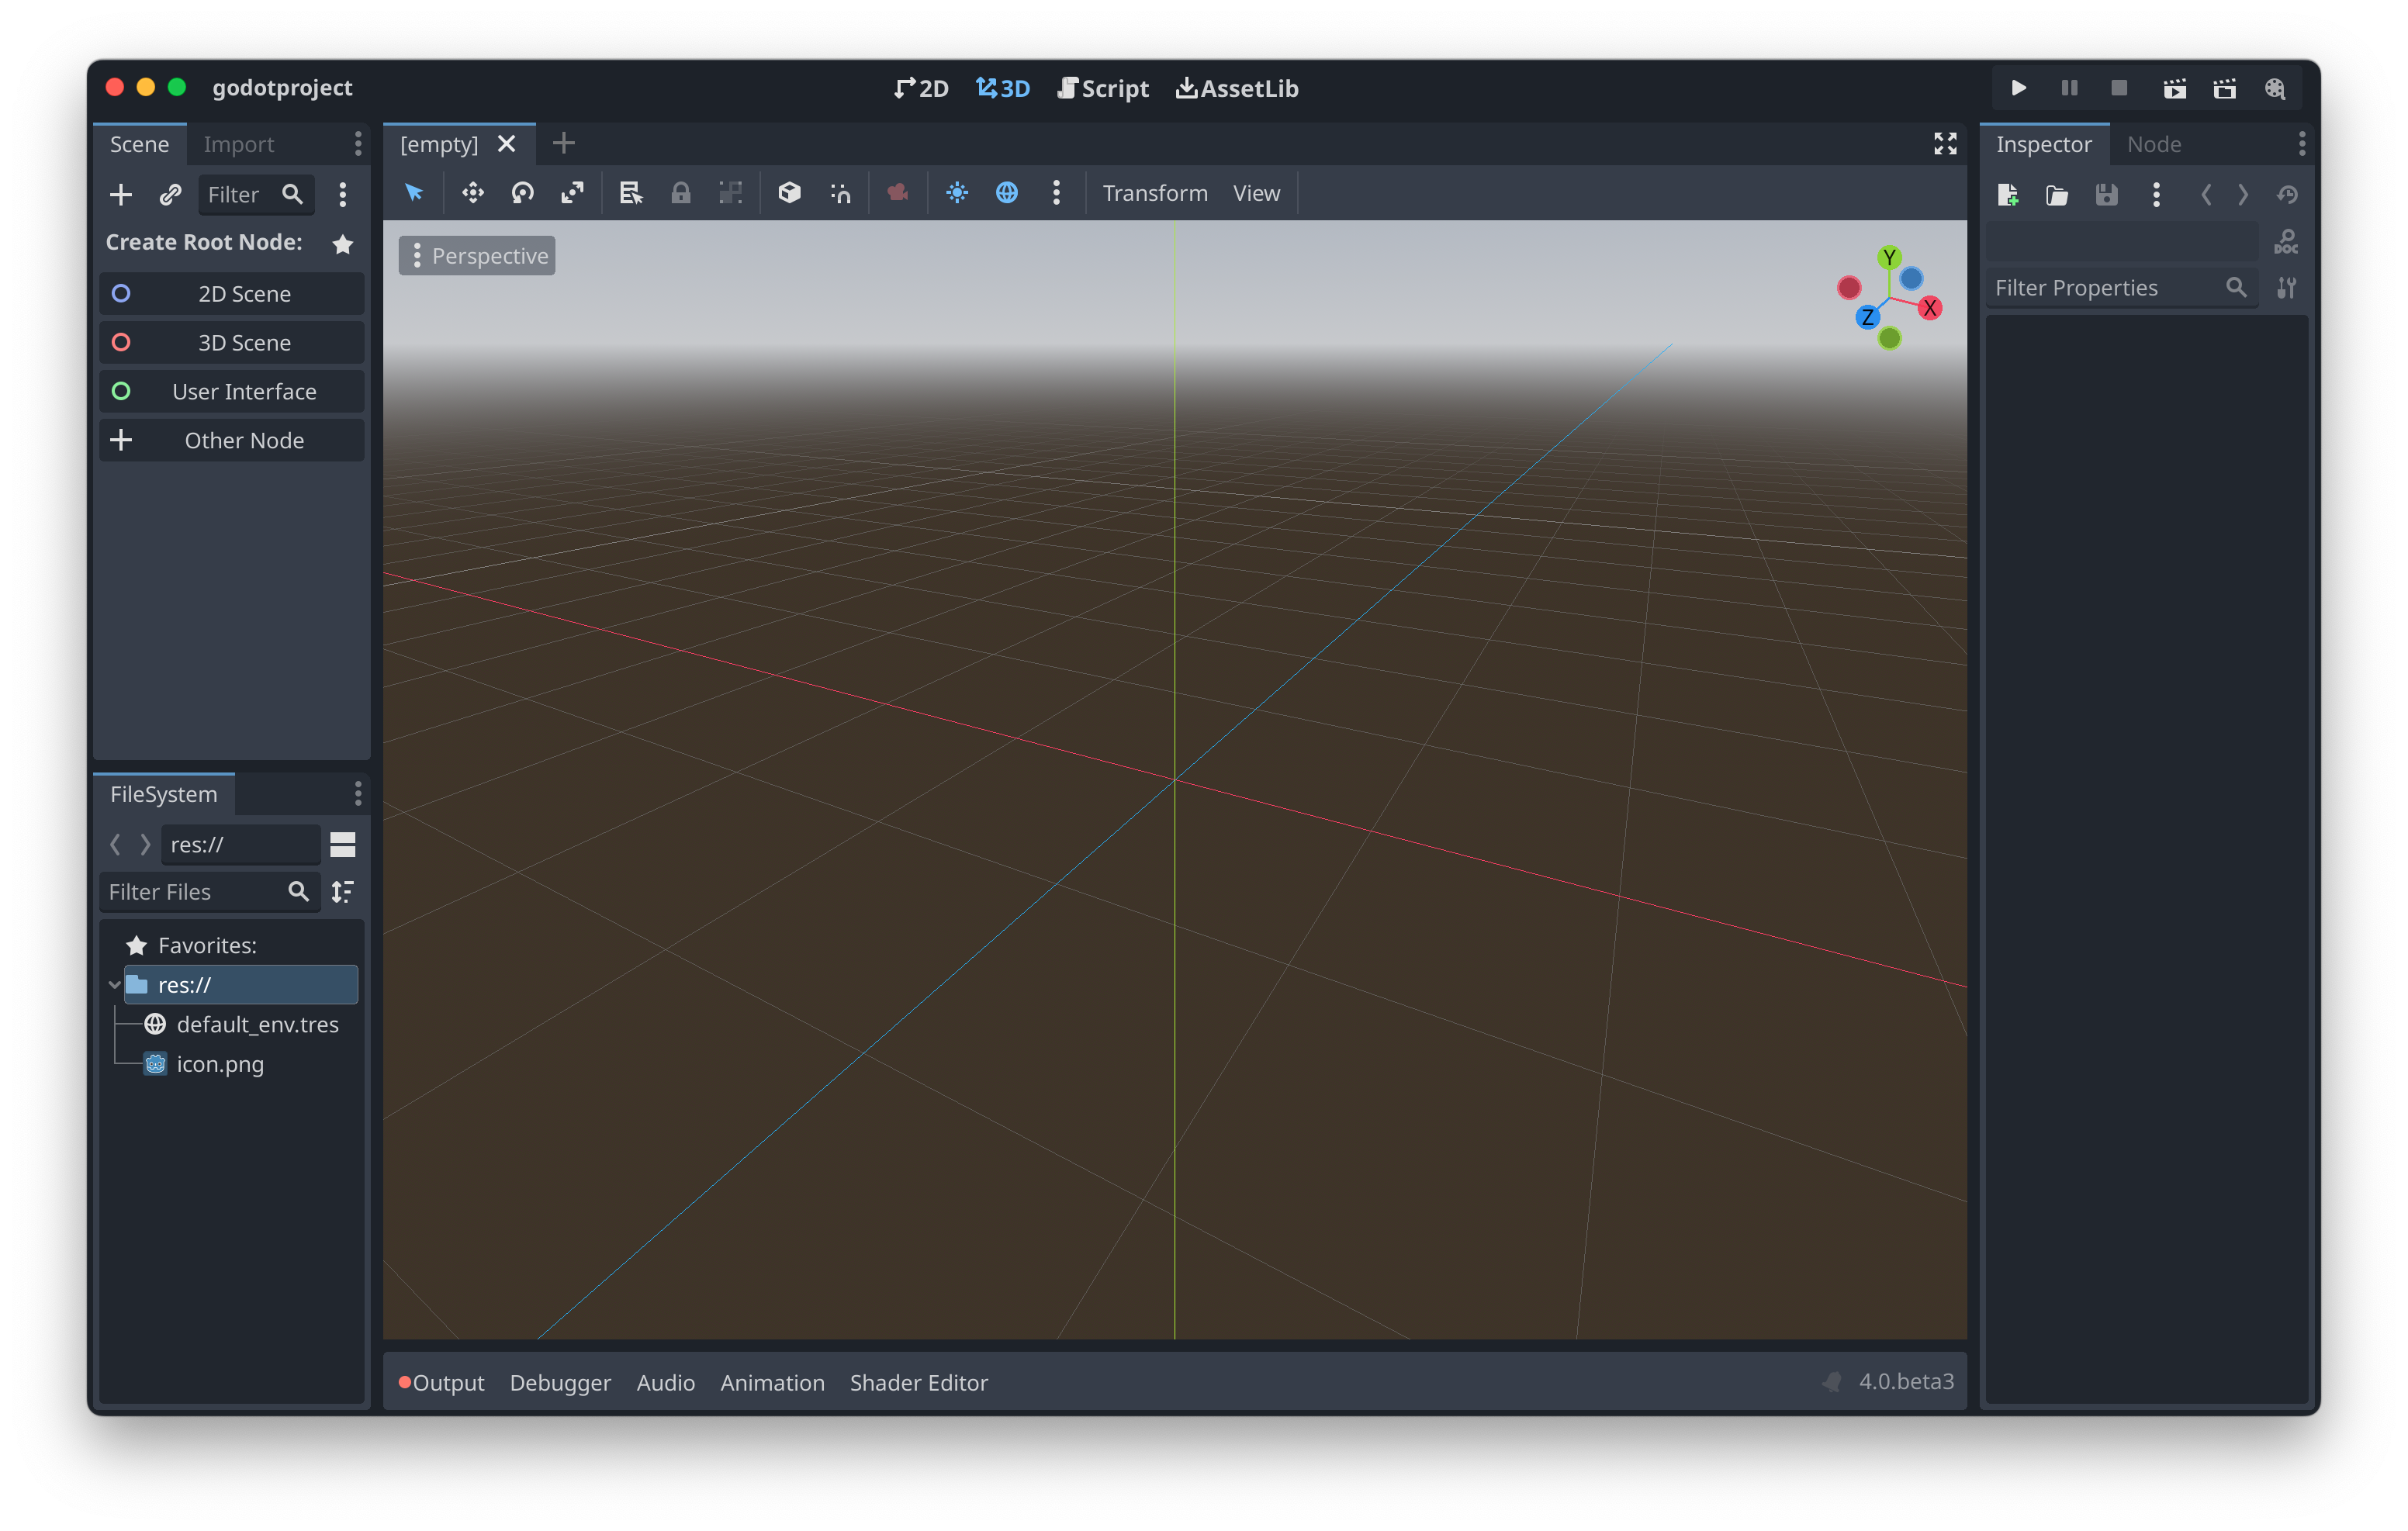 godotproject
2D 3D Script AssetLib
Scene Import
[empty]
Inspector Node
Filter
Transform View
Create Root Node:
Perspective
2D Scene
3D Scene
User Interface
Other Node
Y
X
Z
DOC
Filter Properties
FileSystem
res://
Filter Files
Favorites:
res://
default_env.tres
icon.png
Output Debugger Audio Animation Shader Editor
4.0.beta3